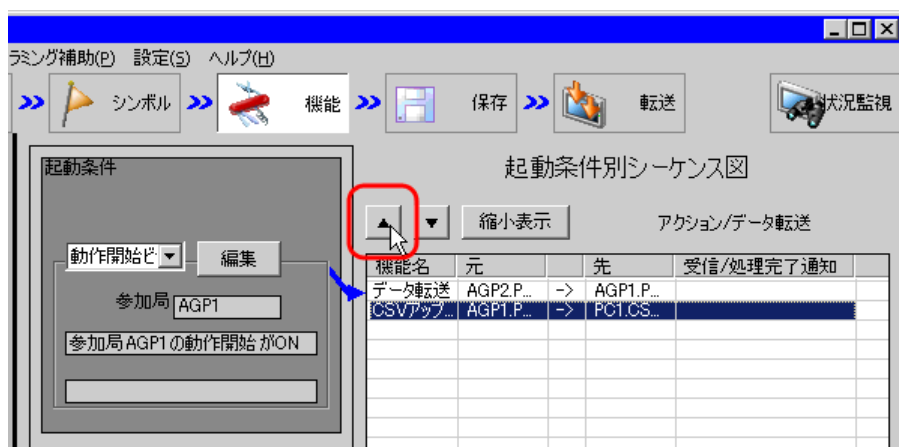 ラミング補助(P) 設定(S) ヘルプ(H)
シンボル 機能 保存 転送 状況監視
起動条件
起動条件別シーケンス図
縮小表示 アクション/データ転送
動作開始ビ 編集
機能名 元 先 受信/処理完了通知
データ転送 AGP2.P... -> AGP1.P...
CSVアップ... AGP1.P... -> PC1.CS...
参加局 AGP1
参加局AGP1の動作開始がON